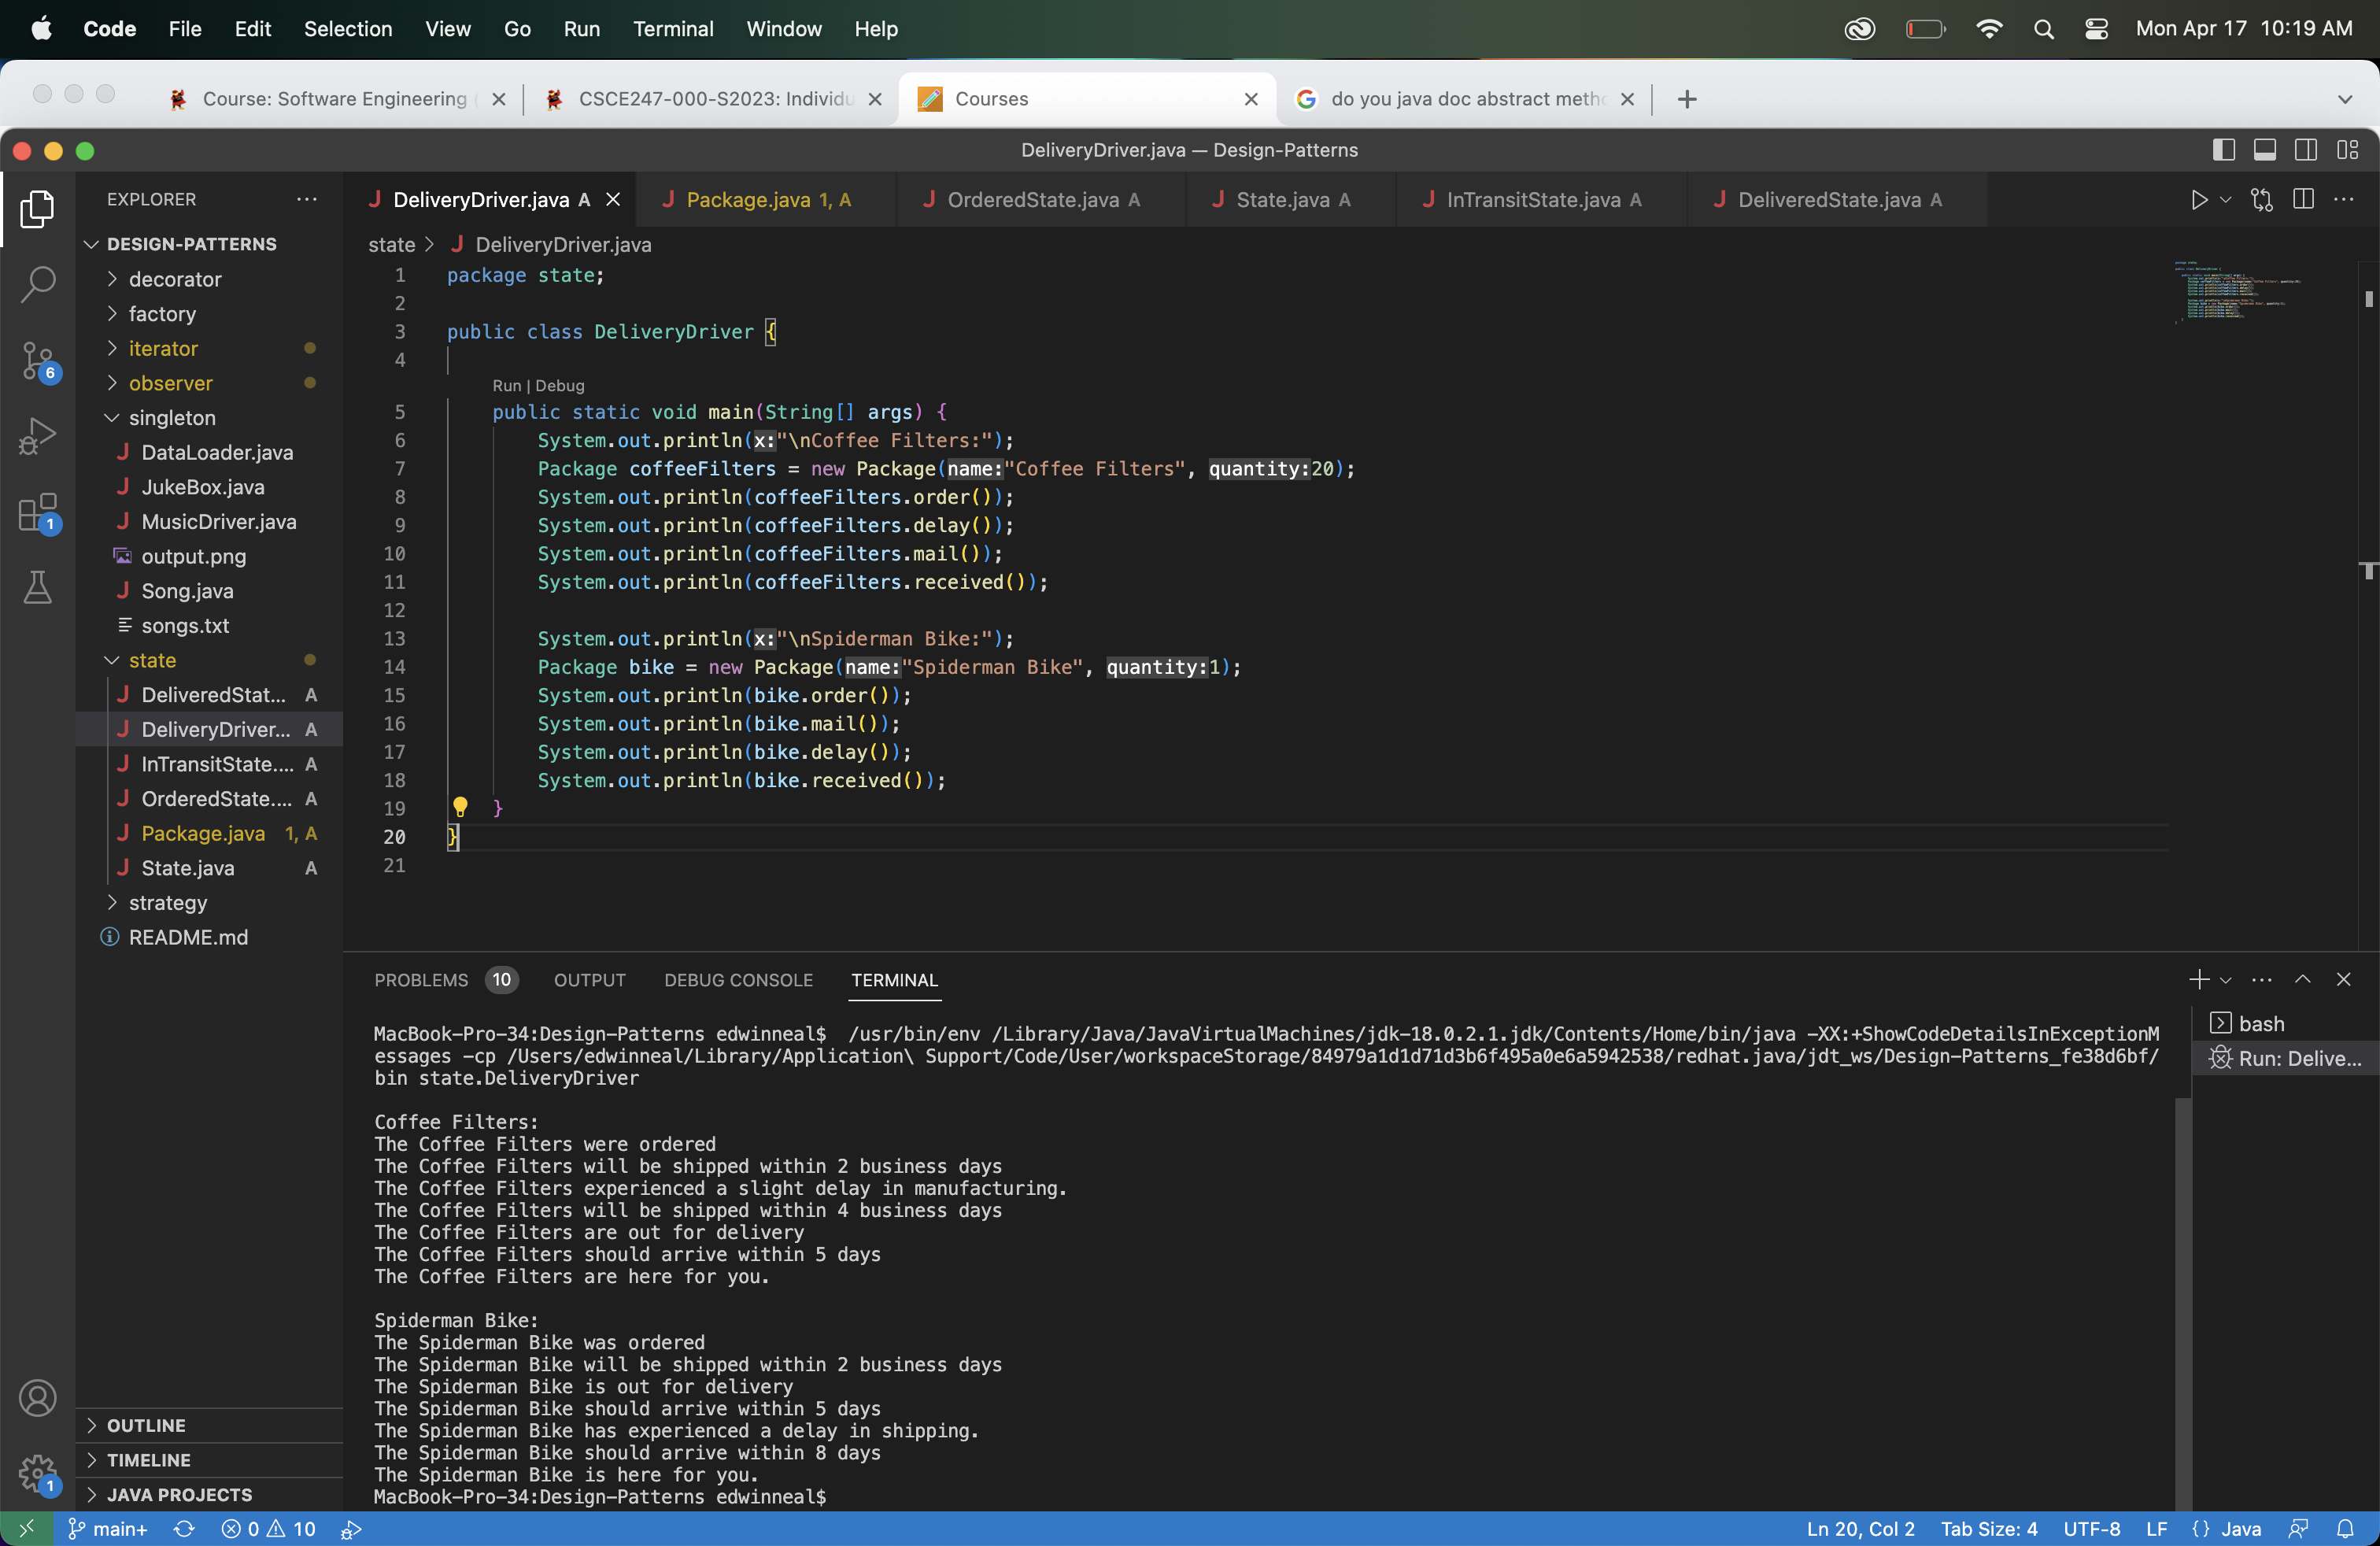 Code File Edit Selection View Go Run Terminal Window Help Mon Apr 17 10:19 AM
Course: Software Engineering CSCE247-000-S2023: Individu Courses do you java doc abstract meth
DeliveryDriver.java — Design-Patterns
EXPLORER
DeliveryDriver.java A Package.java 1, A OrderedState.java A State.java A InTransitState.java A DeliveredState.java A
DESIGN-PATTERNS
decorator
factory
iterator
observer
singleton
DataLoader.java
JukeBox.java
MusicDriver.java
output.png
Song.java
songs.txt
state
DeliveredStat... A
DeliveryDriver... A
InTransitState.... A
OrderedState.... A
Package.java 1, A
State.java A
strategy
README.md
OUTLINE
TIMELINE
JAVA PROJECTS
6
1
1
state > DeliveryDriver.java
1 package state;
2
3 public class DeliveryDriver {
4
Run | Debug
5 public static void main(String[] args) {
6 System.out.println(x:"\nCoffee Filters:");
7 Package coffeeFilters = new Package(name:"Coffee Filters", quantity:20);
8 System.out.println(coffeeFilters.order());
9 System.out.println(coffeeFilters.delay());
10 System.out.println(coffeeFilters.mail());
11 System.out.println(coffeeFilters.received());
12
13 System.out.println(x:"\nSpiderman Bike:");
14 Package bike = new Package(name:"Spiderman Bike", quantity:1);
15 System.out.println(bike.order());
16 System.out.println(bike.mail());
17 System.out.println(bike.delay());
18 System.out.println(bike.received());
19 }
20 }
21
PROBLEMS 10 OUTPUT DEBUG CONSOLE TERMINAL
MacBook-Pro-34:Design-Patterns edwinneal$ /usr/bin/env /Library/Java/JavaVirtualMachines/jdk-18.0.2.1.jdk/Contents/Home/bin/java -XX:+ShowCodeDetailsInExceptionM
essages -cp /Users/edwinneal/Library/Application\ Support/Code/User/workspaceStorage/84979a1d1d71d3b6f495a0e6a5942538/redhat.java/jdt_ws/Design-Patterns_fe38d6bf/
bin state.DeliveryDriver
Coffee Filters:
The Coffee Filters were ordered
The Coffee Filters will be shipped within 2 business days
The Coffee Filters experienced a slight delay in manufacturing.
The Coffee Filters will be shipped within 4 business days
The Coffee Filters are out for delivery
The Coffee Filters should arrive within 5 days
The Coffee Filters are here for you.
Spiderman Bike:
The Spiderman Bike was ordered
The Spiderman Bike will be shipped within 2 business days
The Spiderman Bike is out for delivery
The Spiderman Bike should arrive within 5 days
The Spiderman Bike has experienced a delay in shipping.
The Spiderman Bike should arrive within 8 days
The Spiderman Bike is here for you.
MacBook-Pro-34:Design-Patterns edwinneal$
bash
Run: Delive...
main+ 0 10 Ln 20, Col 2 Tab Size: 4 UTF-8 LF {} Java